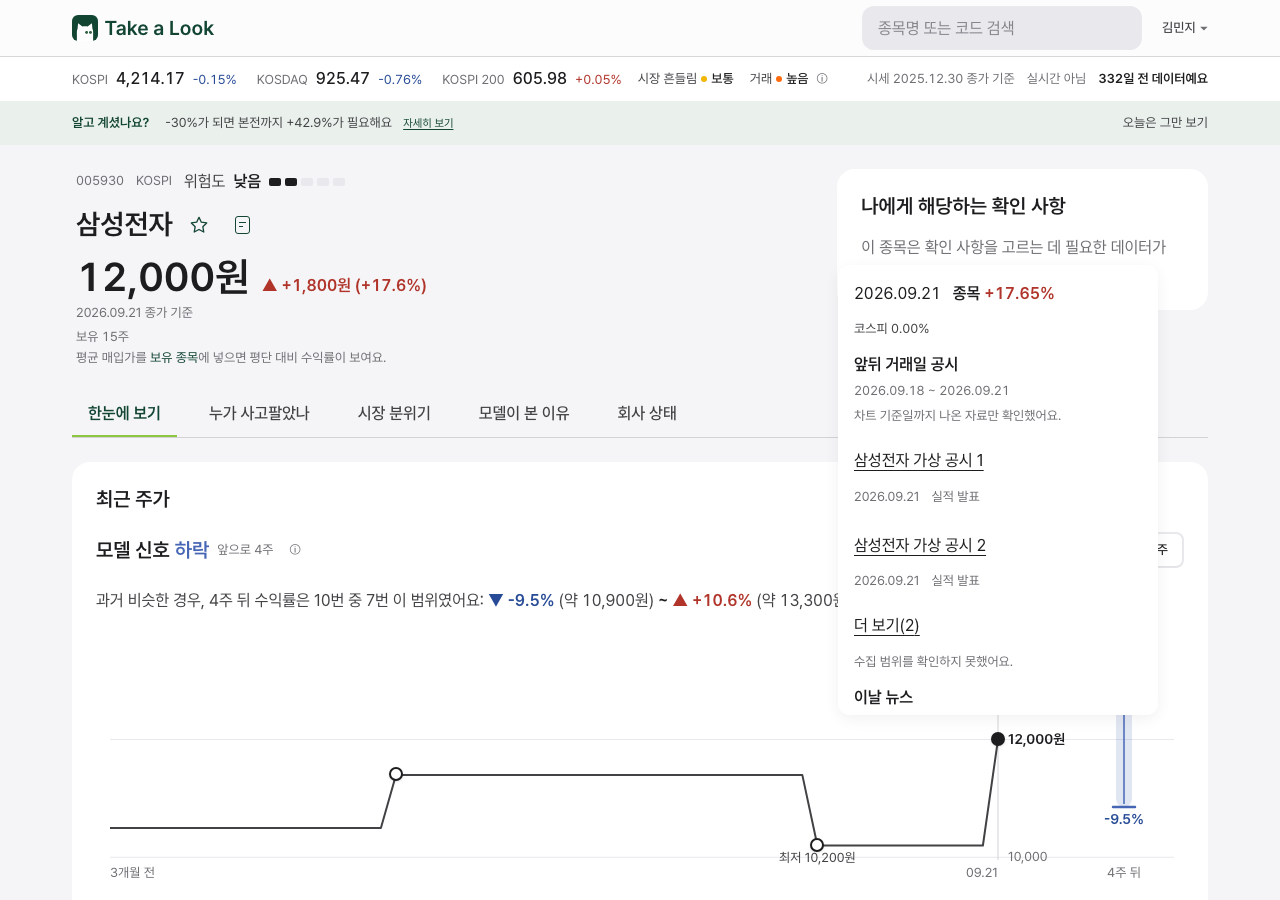 Take a Look
종목명 또는 코드 검색
김민지
KOSPI 4,214.17 -0.15% KOSDAQ 925.47 -0.76% KOSPI 200 605.98 +0.05% 시장 흔들림 보통 거래 높음 시세 2025.12.30 종가 기준 실시간 아님 332일 전 데이터예요
알고 계셨나요? -30%가 되면 본전까지 +42.9%가 필요해요 자세히 보기 오늘은 그만 보기
005930 KOSPI 위험도 낮음
삼성전자
12,000원 ▲ +1,800원 (+17.6%)
2026.09.21 종가 기준
보유 15주
평균 매입가를 보유 종목에 넣으면 평단 대비 수익률이 보여요.
나에게 해당하는 확인 사항
이 종목은 확인 사항을 고르는 데 필요한 데이터가
2026.09.21 종목 +17.65%
코스피 0.00%
앞뒤 거래일 공시
2026.09.18 ~ 2026.09.21
차트 기준일까지 나온 자료만 확인했어요.
삼성전자 가상 공시 1
2026.09.21 실적 발표
삼성전자 가상 공시 2
2026.09.21 실적 발표
더 보기(2)
수집 범위를 확인하지 못했어요.
이날 뉴스
한눈에 보기 누가 사고팔았나 시장 분위기 모델이 본 이유 회사 상태
최근 주가
모델 신호 하락 앞으로 4주
주
과거 비슷한 경우, 4주 뒤 수익률은 10번 중 7번 이 범위였어요: ▼ -9.5% (약 10,900원) ~ ▲ +10.6% (약 13,300
12,000원
-9.5%
최저 10,200원
10,000
3개월 전 09.21 4주 뒤